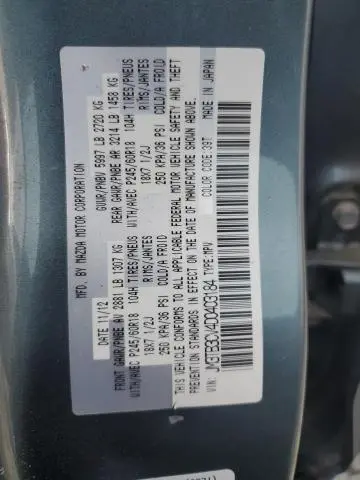 MFD. BY MAZDA MOTOR CORPORATION
DATE 11/12 GVWR/PNBV 5997 LB 2720 KG
FRONT GAWR/PNBE AV 2881 LB 1307 KG REAR GAWR/PNBE AR 3214 LB 1458 KG
WITH/AVEC P245/60R18 104H TIRES/PNEUS WITH/AVEC P245/60R18 104H TIRES/PNEUS
18X7 1/2J RIMS/JANTES 18X7 1/2J RIMS/JANTES
250 KPA/36 PSI COLD/A FROID 250 KPA/36 PSI COLD/A FROID
THIS VEHICLE CONFORMS TO ALL APPLICABLE FEDERAL MOTOR VEHICLE SAFETY AND THEFT
PREVENTION STANDARDS IN EFFECT ON THE DATE OF MANUFACTURE SHOWN ABOVE.
VIN: JM3TB3CV4D0403184 TYPE:MPV
COLOR CODE:39T MADE IN JAPAN